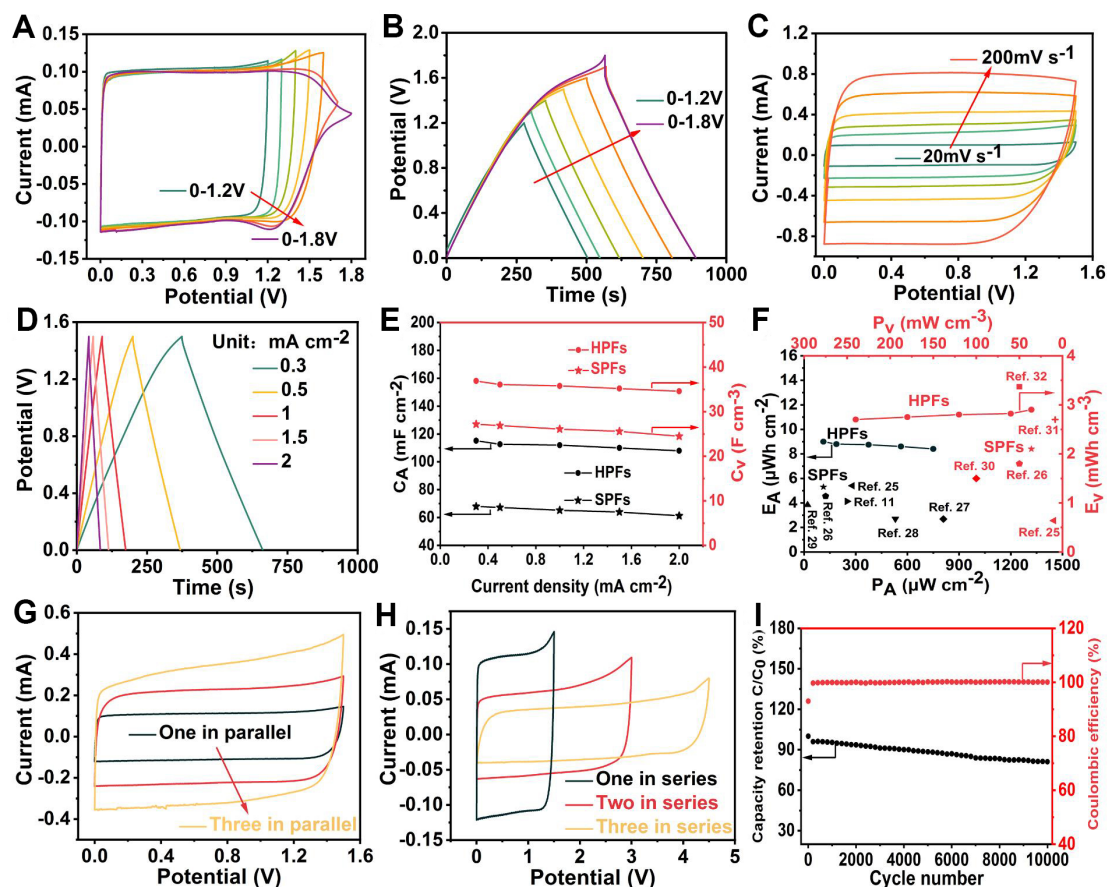 A
Current (mA)
0.15
0.10
0.05
0.00
-0.05
-0.10
-0.15
0-1.2V
0-1.8V
0.0 0.3 0.6 0.9 1.2 1.5 1.8
Potential (V)
B
Potential (V)
2.0
1.6
1.2
0.8
0.4
0.0
0-1.2V
0-1.8V
0 250 500 750 1000
Time (s)
C
Current (mA)
1.2
0.8
0.4
0.0
-0.4
-0.8
200mV s-1
20mV s-1
0.0 0.4 0.8 1.2 1.6
Potential (V)
D
Potential (V)
1.5
1.2
0.9
0.6
0.3
0.0
Unit: mA cm-2
0.3
0.5
1
1.5
2
0 250 500 750 1000
Time (s)
E
CA (mF cm-2)
200
180
160
140
120
100
80
60
40
HPFs
SPFs
HPFs
SPFs
50
40
30
20
10
0
Cv (F cm-3)
0.0 0.5 1.0 1.5 2.0
Current density (mA cm-2)
F
Pv (mW cm-3)
300 250 200 150 100 50 0
EA (μWh cm-2)
16
14
12
10
8
6
4
2
0
Ref. 32
HPFs
Ref. 31
HPFs
SPFs
SPFs
Ref. 30
Ref. 26
Ref. 25
Ref. 11
Ref. 27
Ref. 29
Ref. 26
Ref. 28
Ref. 25
4
3
2
1
0
Ev (mWh cm-3)
0 300 600 900 1200 1500
PA (μW cm-2)
G
Current (mA)
0.6
0.4
0.2
0.0
-0.2
-0.4
One in parallel
Three in parallel
0.0 0.4 0.8 1.2 1.6
Potential (V)
H
Current (mA)
0.15
0.10
0.05
0.00
-0.05
-0.10
-0.15
One in series
Two in series
Three in series
0 1 2 3 4 5
Potential (V)
I
Capacity retention C/C0 (%)
180
150
120
90
60
30
120
100
80
60
40
Coulombic efficiency (%)
0 2000 4000 6000 8000 10000
Cycle number